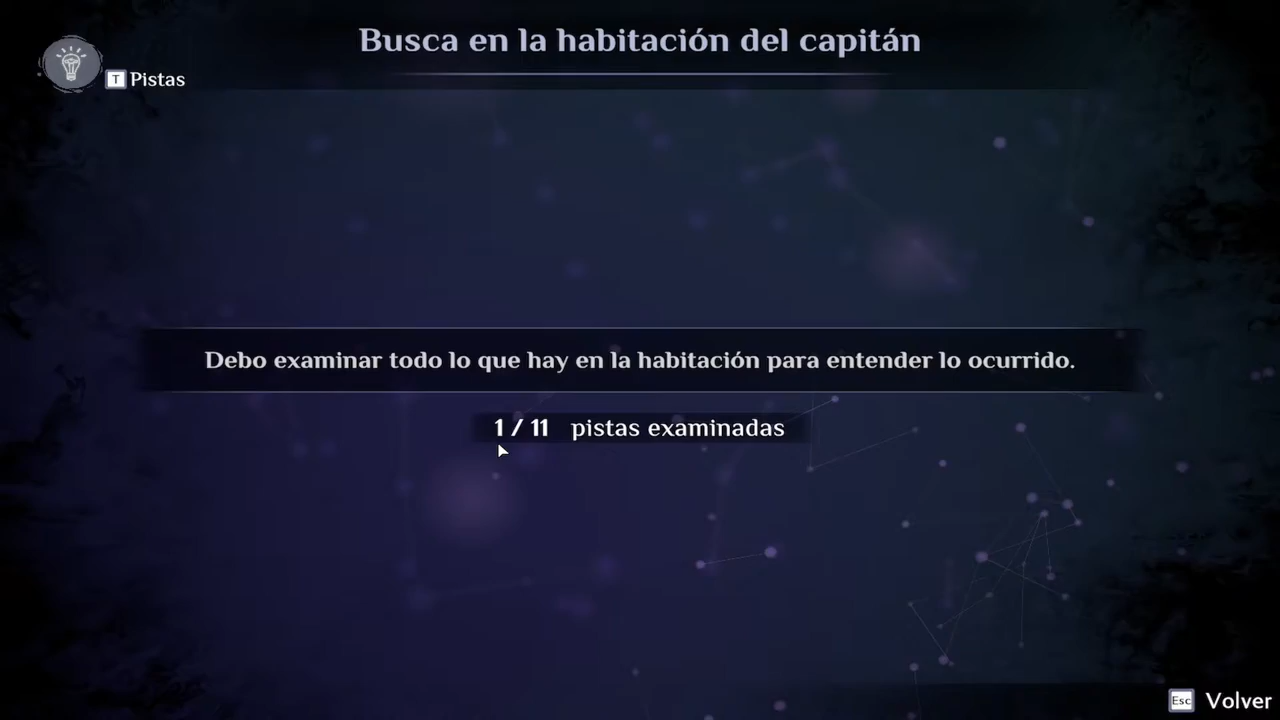 Busca en la habitación del capitán
T Pistas
Debo examinar todo lo que hay en la habitación para entender lo ocurrido.
1 / 11 pistas examinadas
Esc Volver